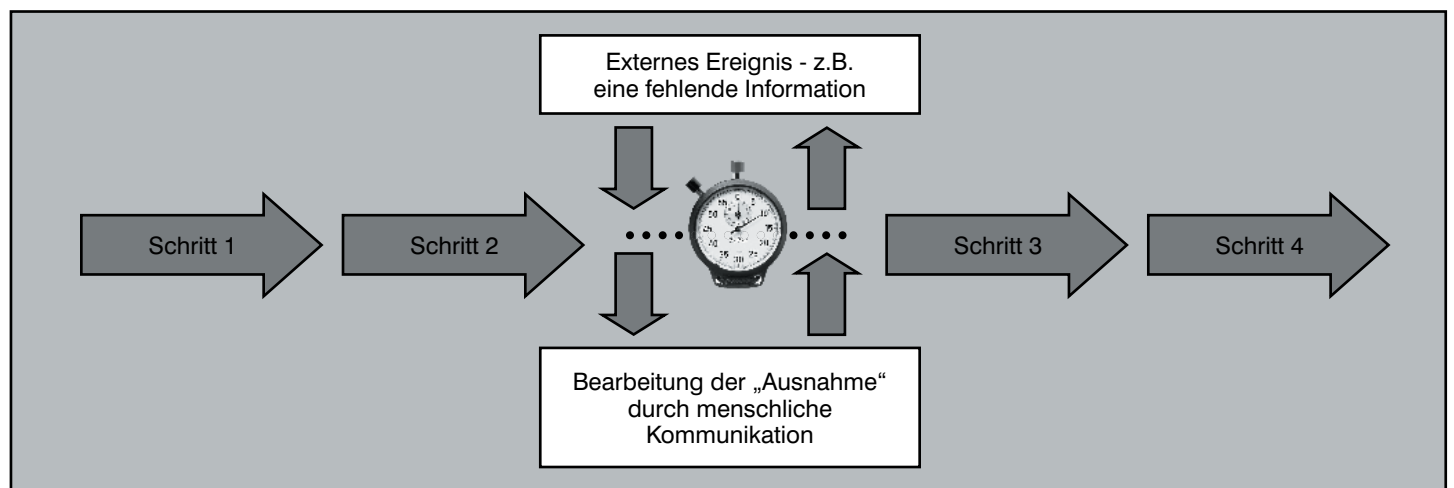 Externes Ereignis - z.B.
eine fehlende Information
Schritt 1
Schritt 2
Schritt 3
Schritt 4
Bearbeitung der „Ausnahme“
durch menschliche
Kommunikation